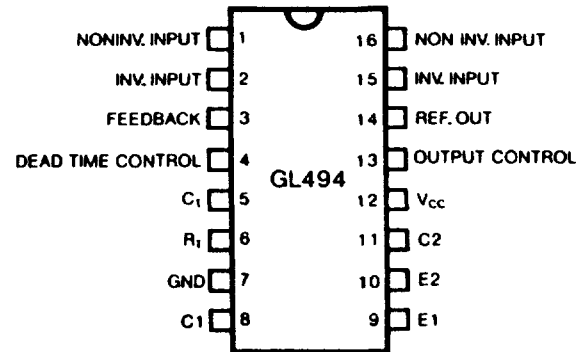 NONINV. INPUT 1 16 NON INV. INPUT
INV. INPUT 2 15 INV. INPUT
FEEDBACK 3 14 REF. OUT
DEAD TIME CONTROL 4 13 OUTPUT CONTROL
GL494
C₁ 5 12 VCC
R₁ 6 11 C2
GND 7 10 E2
C1 8 9 E1